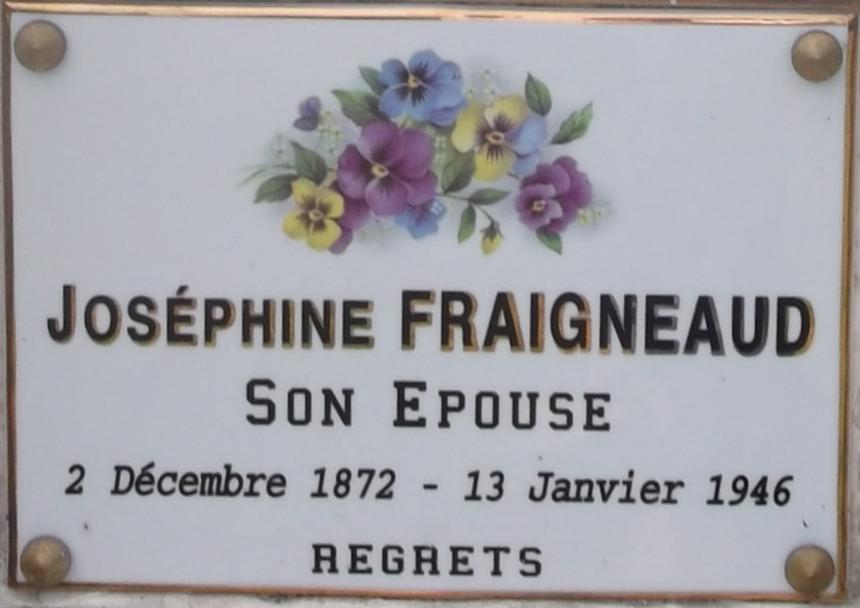 JOSÉPHINE FRAIGNEAUD
SON EPOUSE
2 Décembre 1872 - 13 Janvier 1946
REGRETS